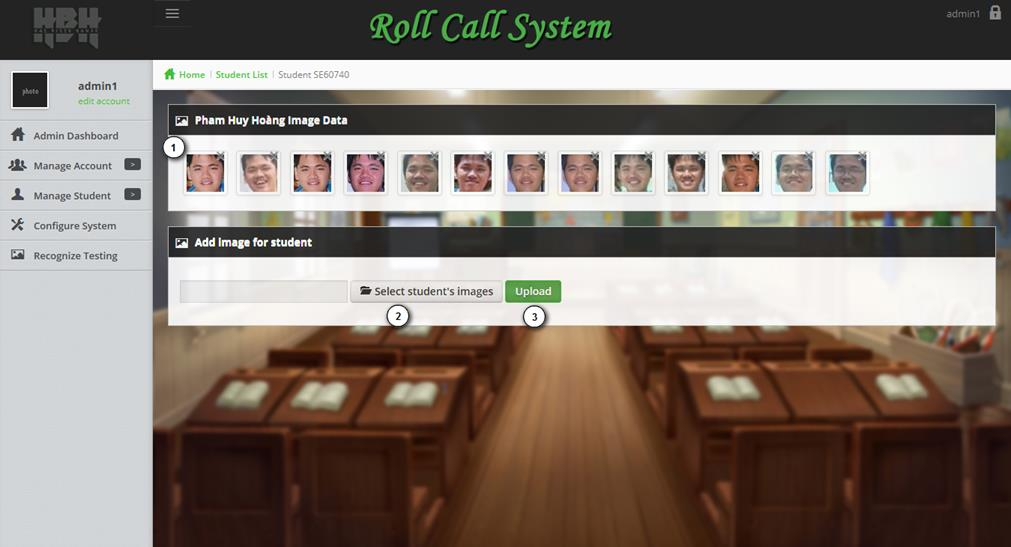 HBH
Roll Call System
admin1
photo
admin1
edit account
Home | Student List | Student SE60740
Admin Dashboard
Manage Account >
Manage Student >
Configure System
Recognize Testing
Pham Huy Hoàng Image Data
1
Add image for student
Select student's images Upload
2 3